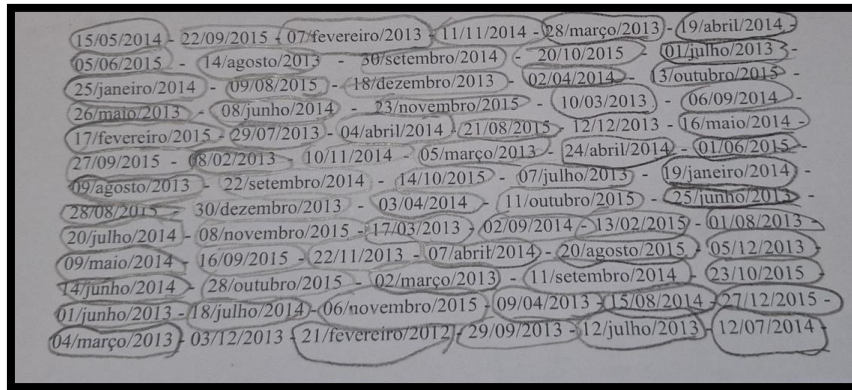 15/05/2014 - 22/09/2015 - 07/fevereiro/2013 - 11/11/2014 - 28/março/2013 - 19/abril/2014 -
05/06/2015 - 14/agosto/2013 - 30/setembro/2014 - 20/10/2015 - 01/julho/2013 -
25/janeiro/2014 - 09/08/2015 - 18/dezembro/2013 - 02/04/2014 - 13/outubro/2015 -
26/maio/2013 - 08/junho/2014 - 23/novembro/2015 - 10/03/2013 - 06/09/2014 -
17/fevereiro/2015 - 29/07/2013 - 04/abril/2014 - 21/08/2015 - 12/12/2013 - 16/maio/2014 -
27/09/2015 - 08/02/2013 - 10/11/2014 - 05/março/2013 - 24/abril/2014 - 01/06/2015 -
09/agosto/2013 - 22/setembro/2014 - 14/10/2015 - 07/julho/2013 - 19/janeiro/2014 -
28/08/2015 - 30/dezembro/2013 - 03/04/2014 - 11/outubro/2015 - 25/junho/2013 -
20/julho/2014 - 08/novembro/2015 - 17/03/2013 - 02/09/2014 - 13/02/2015 - 01/08/2013 -
09/maio/2014 - 16/09/2015 - 22/11/2013 - 07/abril/2014 - 20/agosto/2015 - 05/12/2013 -
14/junho/2014 - 28/outubro/2015 - 02/março/2013 - 11/setembro/2014 - 23/10/2015 -
01/junho/2013 - 18/julho/2014 - 06/novembro/2015 - 09/04/2013 - 15/08/2014 - 27/12/2015 -
04/março/2013 - 03/12/2013 - 21/fevereiro/2012 - 29/09/2013 - 12/julho/2013 - 12/07/2014